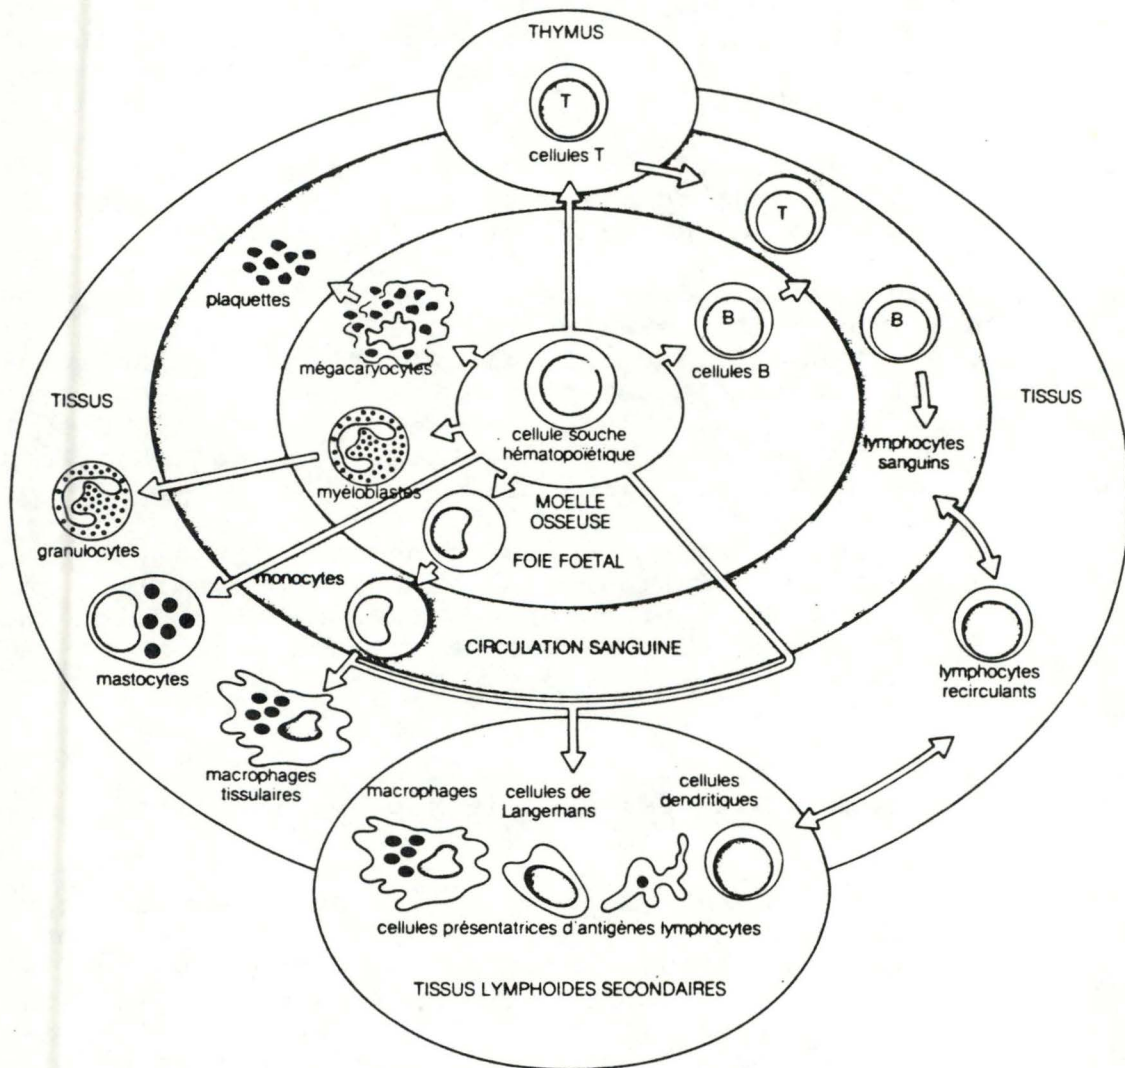 THYMUS
T
cellules T
T
plaquettes
mégacaryocytes
B
cellules B
B
TISSUS
TISSUS
cellule souche
hématopoïétique
lymphocytes
sanguins
myéloblastes
granulocytes
MOELLE
OSSEUSE
FOIE FOETAL
monocytes
mastocytes
CIRCULATION SANGUINE
lymphocytes
recirculants
macrophages
tissulaires
macrophages
cellules de
Langerhans
cellules
dendritiques
cellules présentatrices d'antigènes lymphocytes
TISSUS LYMPHOIDES SECONDAIRES